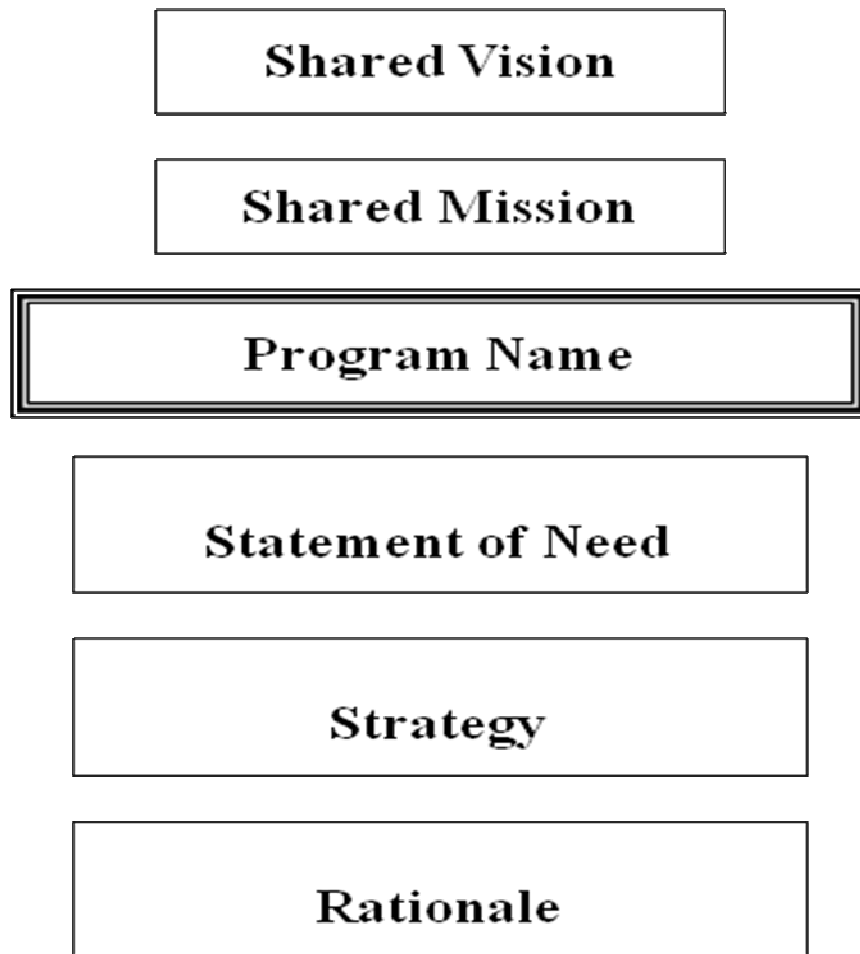 Shared Vision
Shared Mission
Program Name
Statement of Need
Strategy
Rationale